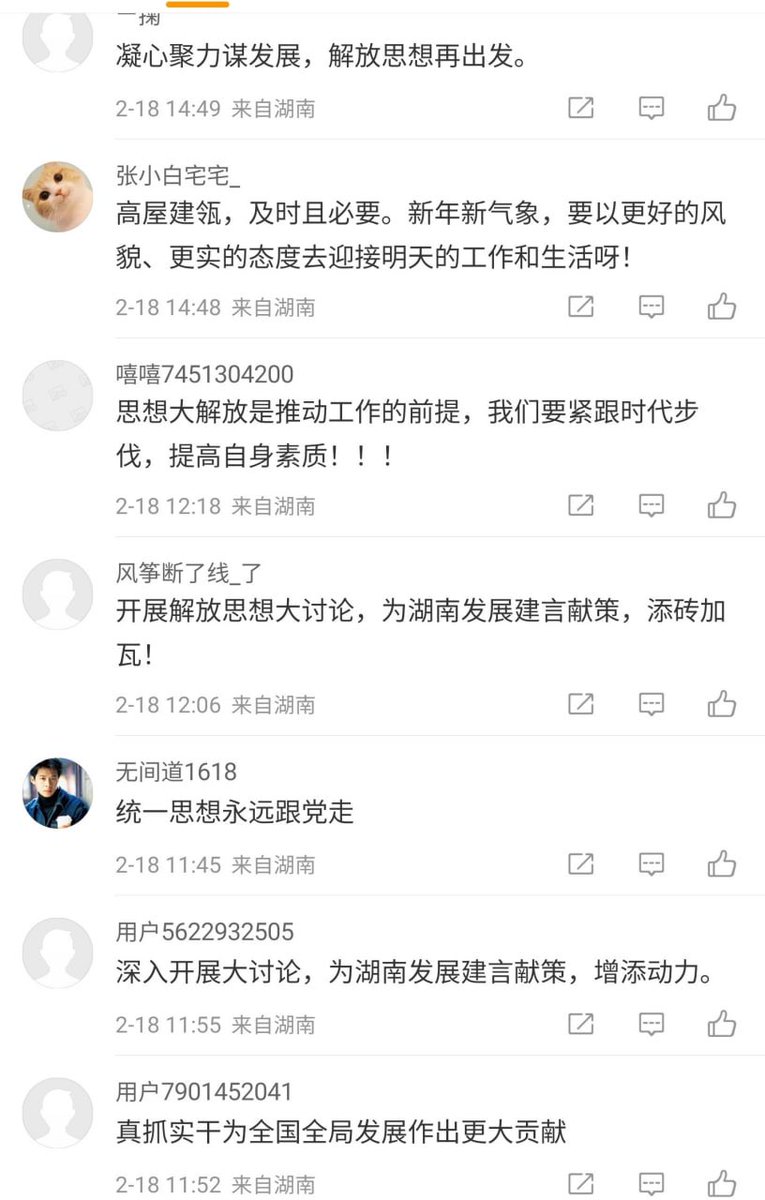 一掬
凝心聚力谋发展，解放思想再出发。
2-18 14:49 来自湖南
张小白宅宅_
高屋建瓴，及时且必要。新年新气象，要以更好的风
貌、更实的态度去迎接明天的工作和生活呀！
2-18 14:48 来自湖南
嘻嘻7451304200
思想大解放是推动工作的前提，我们要紧跟时代步
伐，提高自身素质！！！
2-18 12:18 来自湖南
风筝断了线_了
开展解放思想大讨论，为湖南发展建言献策，添砖加
瓦！
2-18 12:06 来自湖南
无间道1618
统一思想永远跟党走
2-18 11:45 来自湖南
用户5622932505
深入开展大讨论，为湖南发展建言献策，增添动力。
2-18 11:55 来自湖南
用户7901452041
真抓实干为全国全局发展作出更大贡献
2-18 11:52 来自湖南